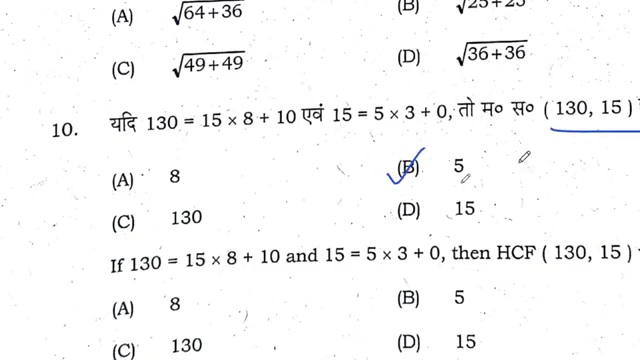 (A) √64+36 (B) √25+25
(C) √49+49 (D) √36+36
10. यदि 130 = 15 × 8 + 10 एवं 15 = 5 × 3 + 0, तो म० स० ( 130, 15 )
(A) 8 (B) 5
(C) 130 (D) 15
If 130 = 15 × 8 + 10 and 15 = 5 × 3 + 0, then HCF ( 130, 15 )
(A) 8 (B) 5
(C) 130 (D) 15